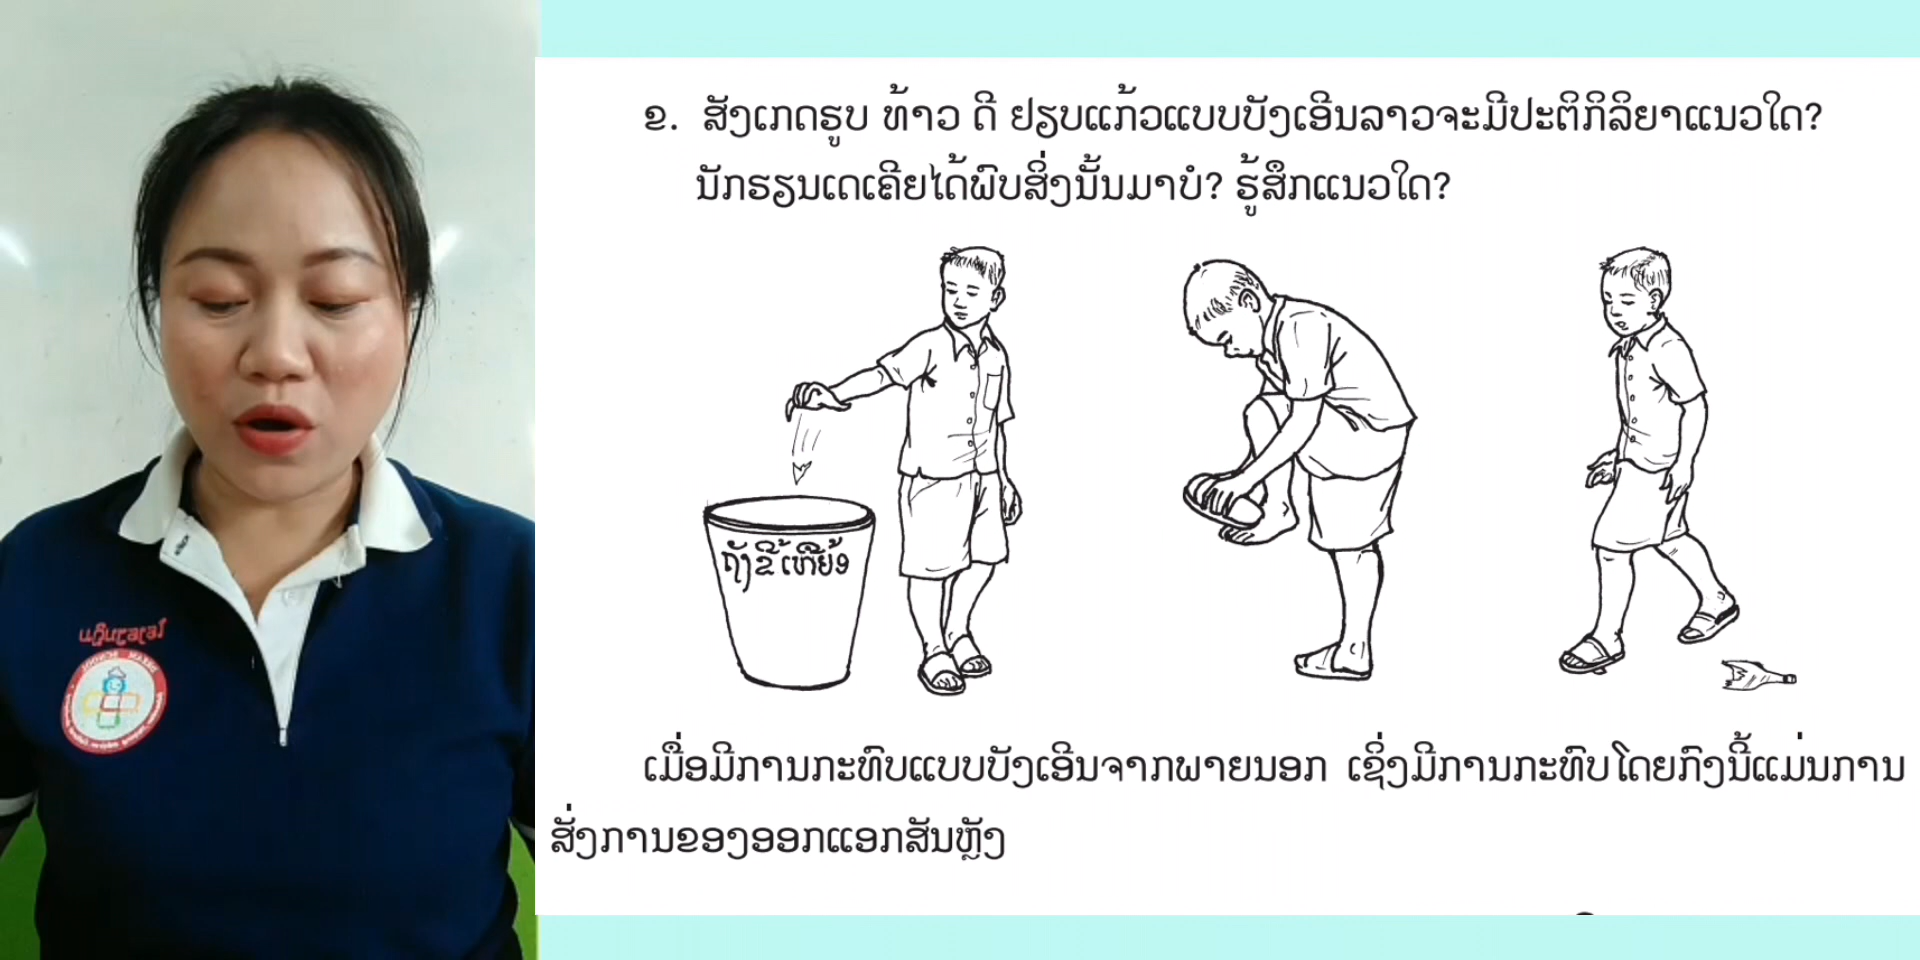 ຂ. ສັງເກດຮູບ ທ້າວ ດີ ຢຽບແກ້ວແບບບັງເອີນລາວຈະມີປະຕິກິລິຍາແນວໃດ?
ນັກຮຽນເດເຄີຍໄດ້ພົບສິ່ງນັ້ນມາບໍ? ຮູ້ສຶກແນວໃດ?
ຖັງຂີ້ເຫຍື້ອ
ເມື່ອມີການກະທົບແບບບັງເອີນຈາກພາຍນອກ ເຊິ່ງມີການກະທົບໂດຍກົງນີ້ແມ່ນການ
ສັ່ງການຂອງອອກແອກສັນຫຼັງ